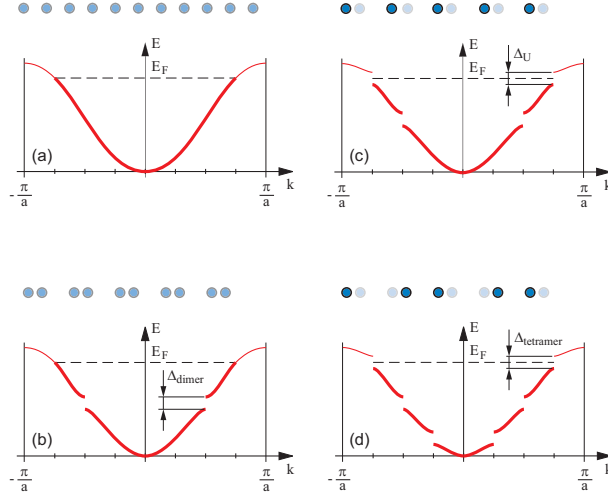 E
E_F
(a)
k
-π/a
π/a
E
Δ_U
E_F
(c)
k
-π/a
π/a
E
E_F
Δ_dimer
(b)
k
-π/a
π/a
E
E_F
Δ_tetramer
(d)
k
-π/a
π/a